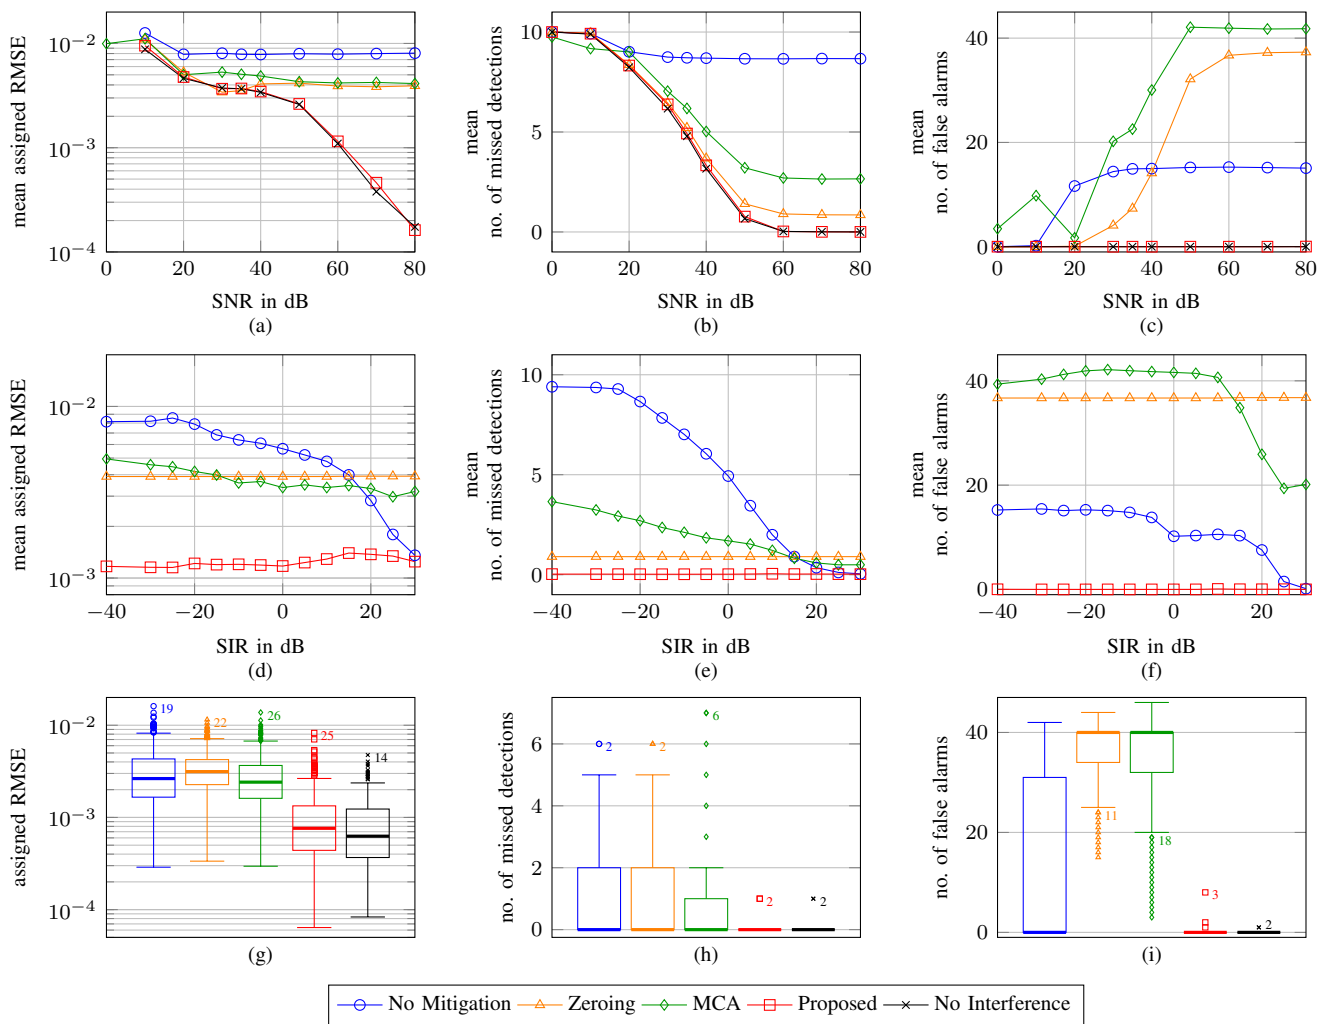 10−2
10−3
10−4
mean assigned RMSE
0 20 40 60 80
SNR in dB
(a)
10
5
0
mean
no. of missed detections
0 20 40 60 80
SNR in dB
(b)
40
20
0
mean
no. of false alarms
0 20 40 60 80
SNR in dB
(c)
10−2
10−3
mean assigned RMSE
−40 −20 0 20
SIR in dB
(d)
10
5
0
mean
no. of missed detections
−40 −20 0 20
SIR in dB
(e)
40
20
0
mean
no. of false alarms
−40 −20 0 20
SIR in dB
(f)
10−2
10−3
10−4
assigned RMSE
19 22 26 25 14
(g)
6
4
2
0
no. of missed detections
2 2 6 2 2
(h)
40
20
0
no. of false alarms
11 18 3 2
(i)
No Mitigation Zeroing MCA Proposed No Interference